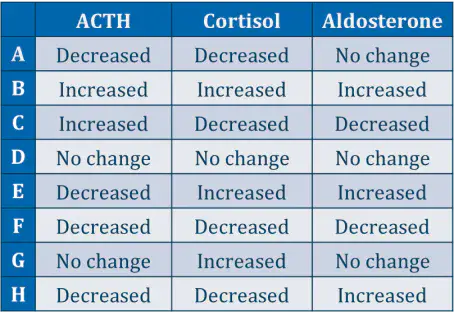 ACTH Cortisol Aldosterone
A Decreased Decreased No change
B Increased Increased Increased
C Increased Decreased Decreased
D No change No change No change
E Decreased Increased Increased
F Decreased Decreased Decreased
G No change Increased No change
H Decreased Decreased Increased